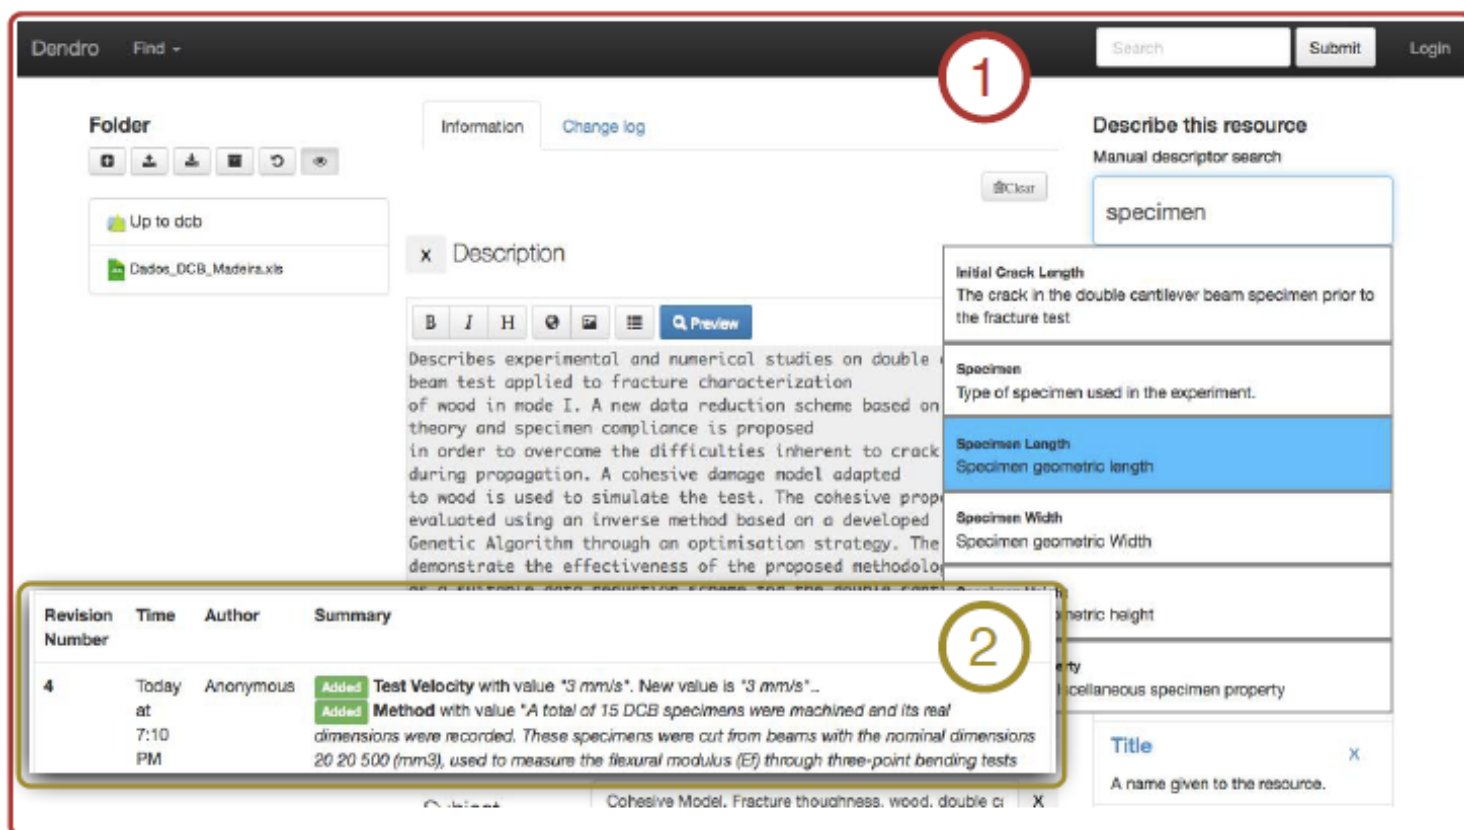 Dendro Find Search Submit Login
1
Folder
Up to dcb
Dados_DCB_Madeira.xls
Information Change log
Clear
x Description
B I H Preview
Describes experimental and numerical studies on double
beam test applied to fracture characterization
of wood in mode I. A new data reduction scheme based on
theory and specimen compliance is proposed
in order to overcome the difficulties inherent to crack
during propagation. A cohesive damage model adapted
to wood is used to simulate the test. The cohesive prope
evaluated using an inverse method based on a developed
Genetic Algorithm through an optimisation strategy. The
demonstrate the effectiveness of the proposed methodolog
Describe this resource
Manual descriptor search
specimen
Initial Crack Length
The crack in the double cantilever beam specimen prior to
the fracture test
Specimen
Type of specimen used in the experiment.
Specimen Length
Specimen geometric length
Specimen Width
Specimen geometric Width
metric height
erty
scellaneous specimen property
Title x
A name given to the resource.
2
Revision Number Time Author Summary
4 Today at 7:10 PM Anonymous
Added Test Velocity with value "3 mm/s". New value is "3 mm/s"...
Added Method with value "A total of 15 DCB specimens were machined and its real
dimensions were recorded. These specimens were cut from beams with the nominal dimensions
20 20 500 (mm3), used to measure the flexural modulus (Ef) through three-point bending tests
Cohesive Model, Fracture thoughness, wood, double c x